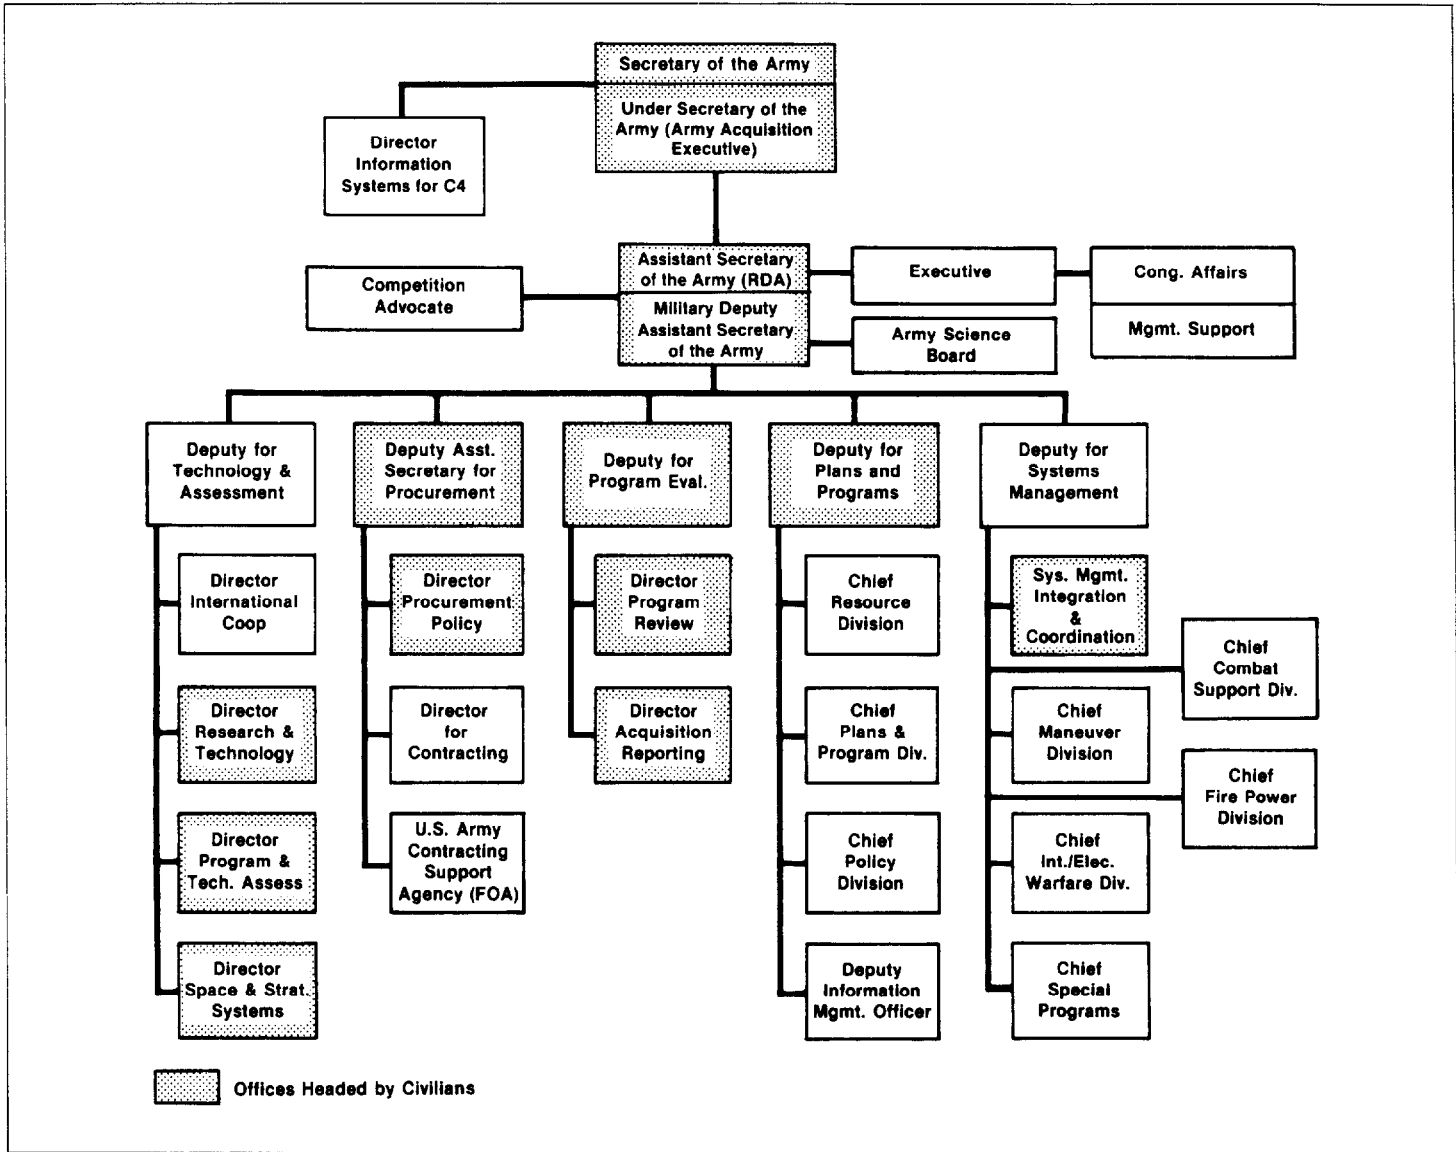 Secretary of the Army
Under Secretary of the
Army (Army Acquisition
Executive)
Director
Information
Systems for C4
Assistant Secretary
of the Army (RDA)
Military Deputy
Assistant Secretary
of the Army
Competition
Advocate
Executive
Cong. Affairs
Mgmt. Support
Army Science
Board
Deputy for
Technology &
Assessment
Deputy Asst.
Secretary for
Procurement
Deputy for
Program Eval.
Deputy for
Plans and
Programs
Deputy for
Systems
Management
Director
International
Coop
Director
Procurement
Policy
Director
Program
Review
Chief
Resource
Division
Sys. Mgmt.
Integration
&
Coordination
Chief
Combat
Support Div.
Director
Research &
Technology
Director
for
Contracting
Director
Acquisition
Reporting
Chief
Plans &
Program Div.
Chief
Maneuver
Division
Chief
Fire Power
Division
Director
Program &
Tech. Assess
U.S. Army
Contracting
Support
Agency (FOA)
Chief
Policy
Division
Chief
Int./Elec.
Warfare Div.
Director
Space & Strat.
Systems
Deputy
Information
Mgmt. Officer
Chief
Special
Programs
Offices Headed by Civilians